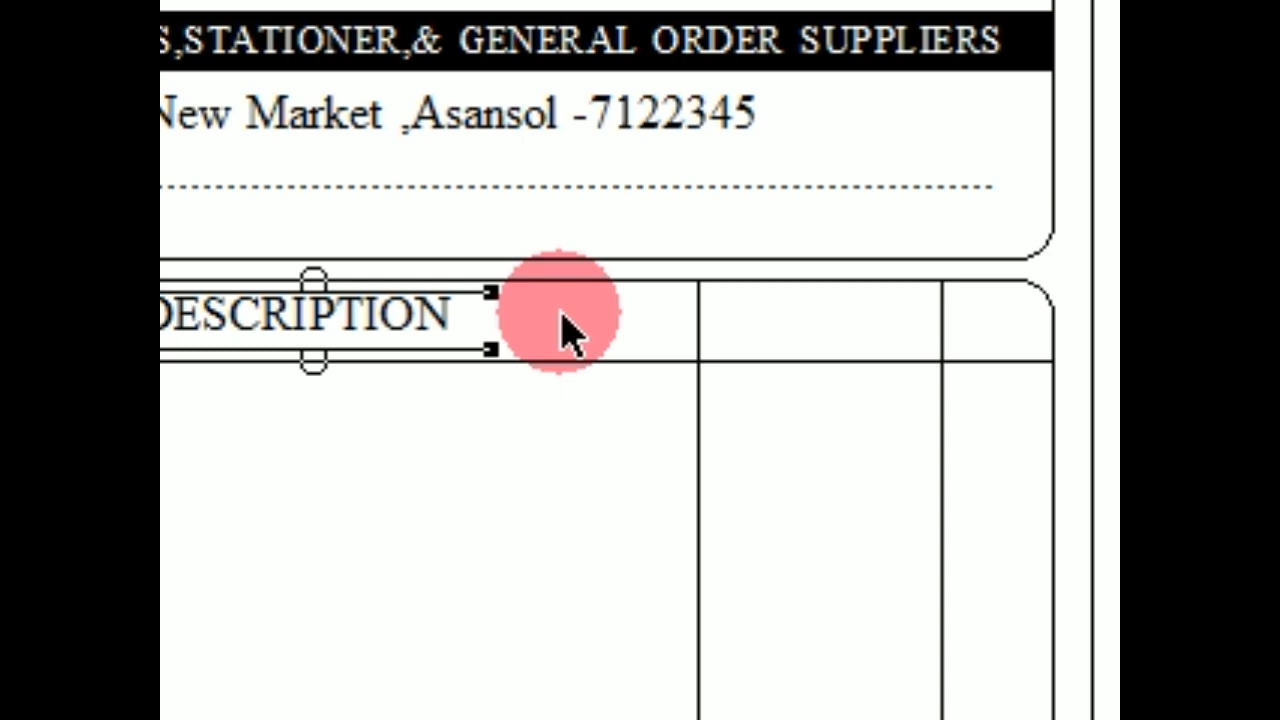 S,STATIONER,& GENERAL ORDER SUPPLIERS
New Market ,Asansol -7122345
DESCRIPTION